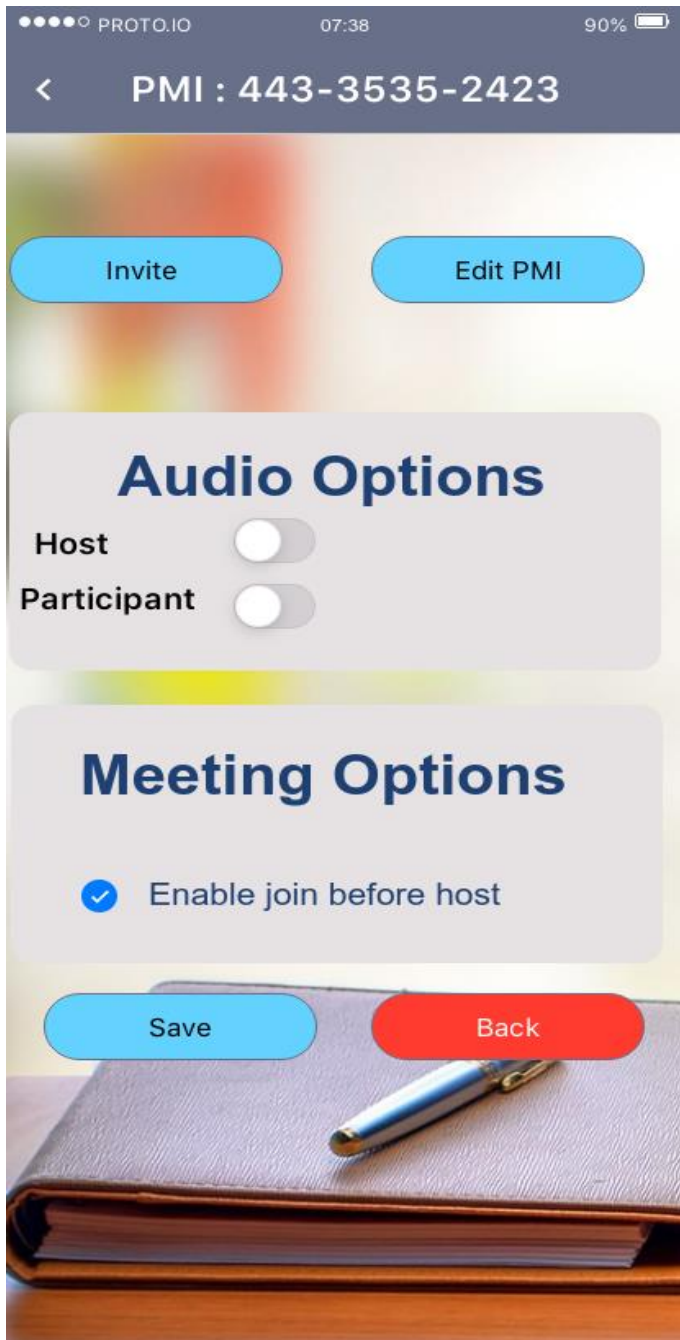 PROTO.IO 07:38 90%
PMI : 443-3535-2423
Invite Edit PMI
Audio Options
Host
Participant
Meeting Options
Enable join before host
Save Back